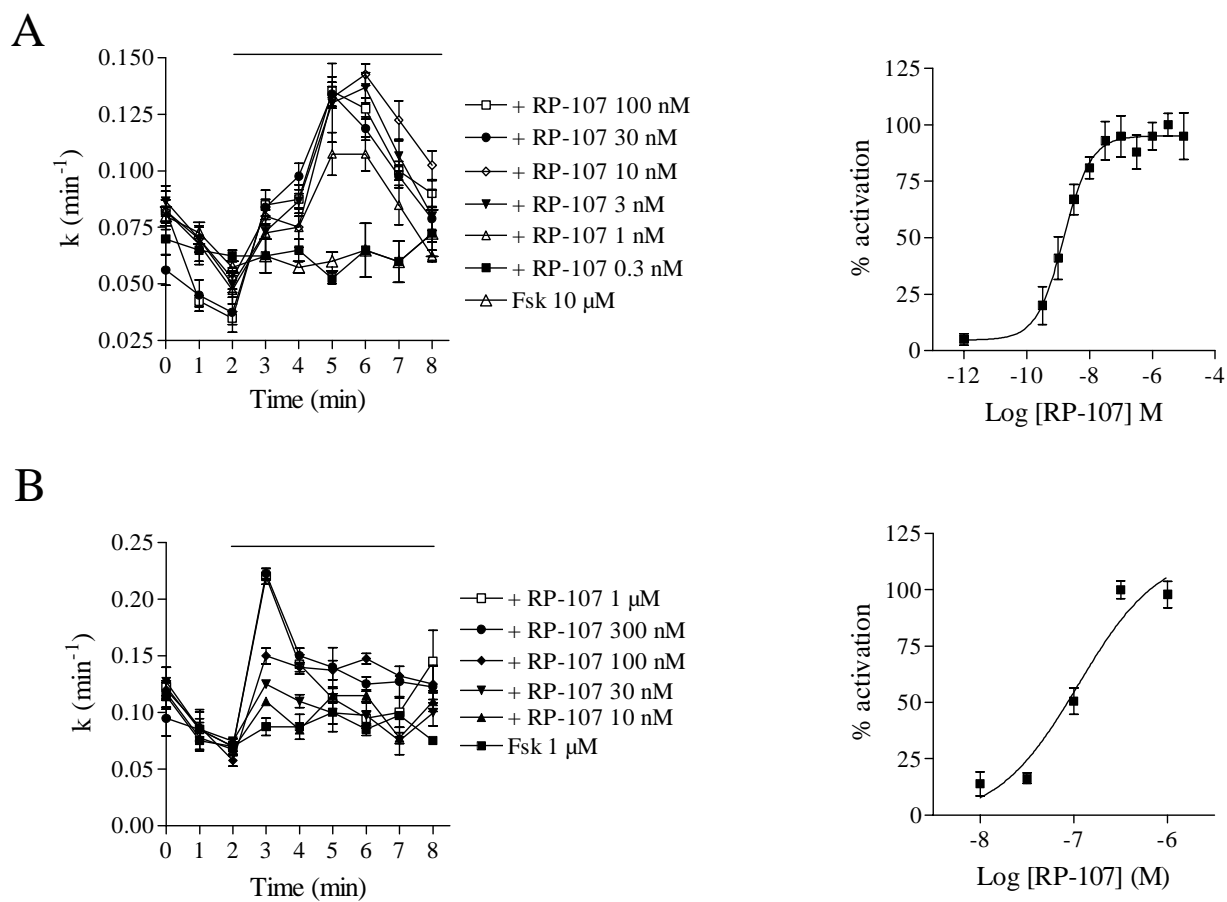 A
k (min⁻¹)
0.150
0.125
0.100
0.075
0.050
0.025
0 1 2 3 4 5 6 7 8
Time (min)
+ RP-107 100 nM
+ RP-107 30 nM
+ RP-107 10 nM
+ RP-107 3 nM
+ RP-107 1 nM
+ RP-107 0.3 nM
Fsk 10 µM
% activation
125
100
75
50
25
0
-12 -10 -8 -6 -4
Log [RP-107] M
B
k (min⁻¹)
0.25
0.20
0.15
0.10
0.05
0.00
0 1 2 3 4 5 6 7 8
Time (min)
+ RP-107 1 µM
+ RP-107 300 nM
+ RP-107 100 nM
+ RP-107 30 nM
+ RP-107 10 nM
Fsk 1 µM
% activation
125
100
75
50
25
0
-8 -7 -6
Log [RP-107] (M)